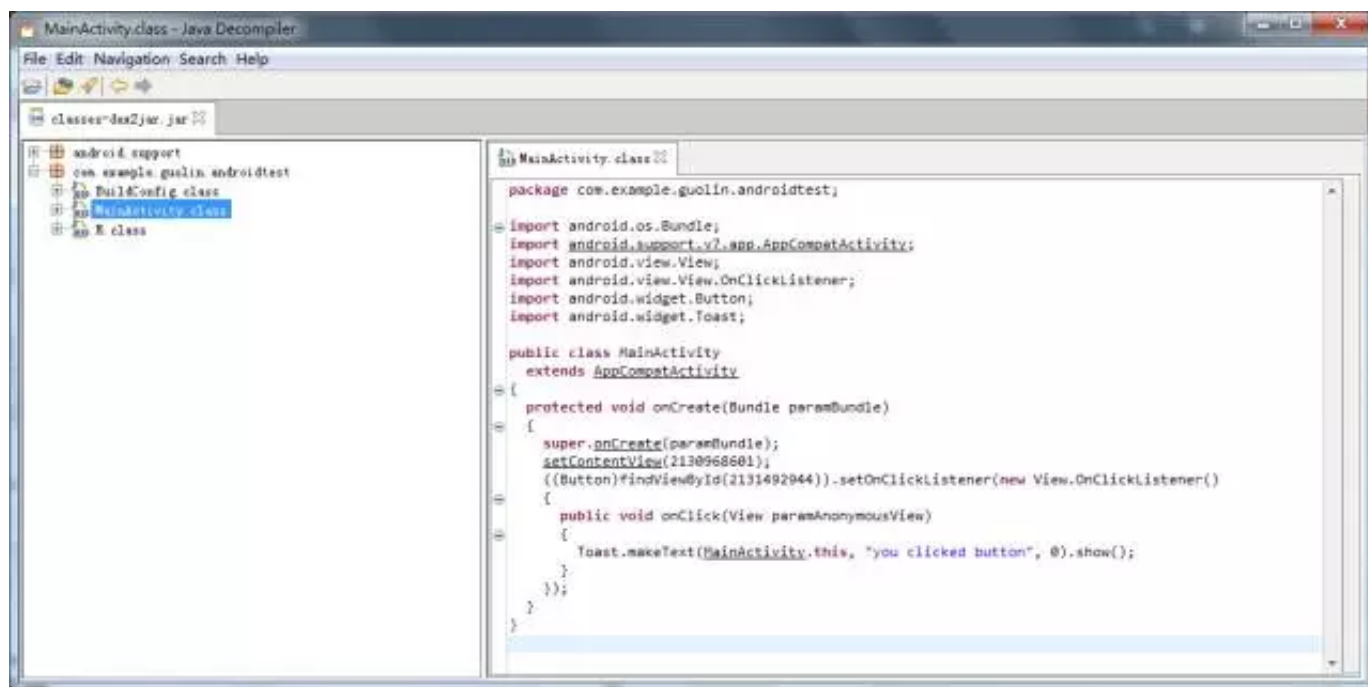 MainActivity.class - Java Decompiler
File Edit Navigation Search Help
classes-dex2jar.jar
android.support
com.example.guolin.androidtest
BuildConfig.class
MainActivity.class
R.class
MainActivity.class
package com.example.guolin.androidtest;
import android.os.Bundle;
import android.support.v7.app.AppCompatActivity;
import android.view.View;
import android.view.View.OnClickListener;
import android.widget.Button;
import android.widget.Toast;
public class MainActivity
extends AppCompatActivity
{
protected void onCreate(Bundle paramBundle)
{
super.onCreate(paramBundle);
setContentView(2130968601);
((Button)findViewById(2131492944)).setOnClickListener(new View.OnClickListener()
{
public void onClick(View paramAnonymousView)
{
Toast.makeText(MainActivity.this, "you clicked button", 0).show();
}
});
}
}